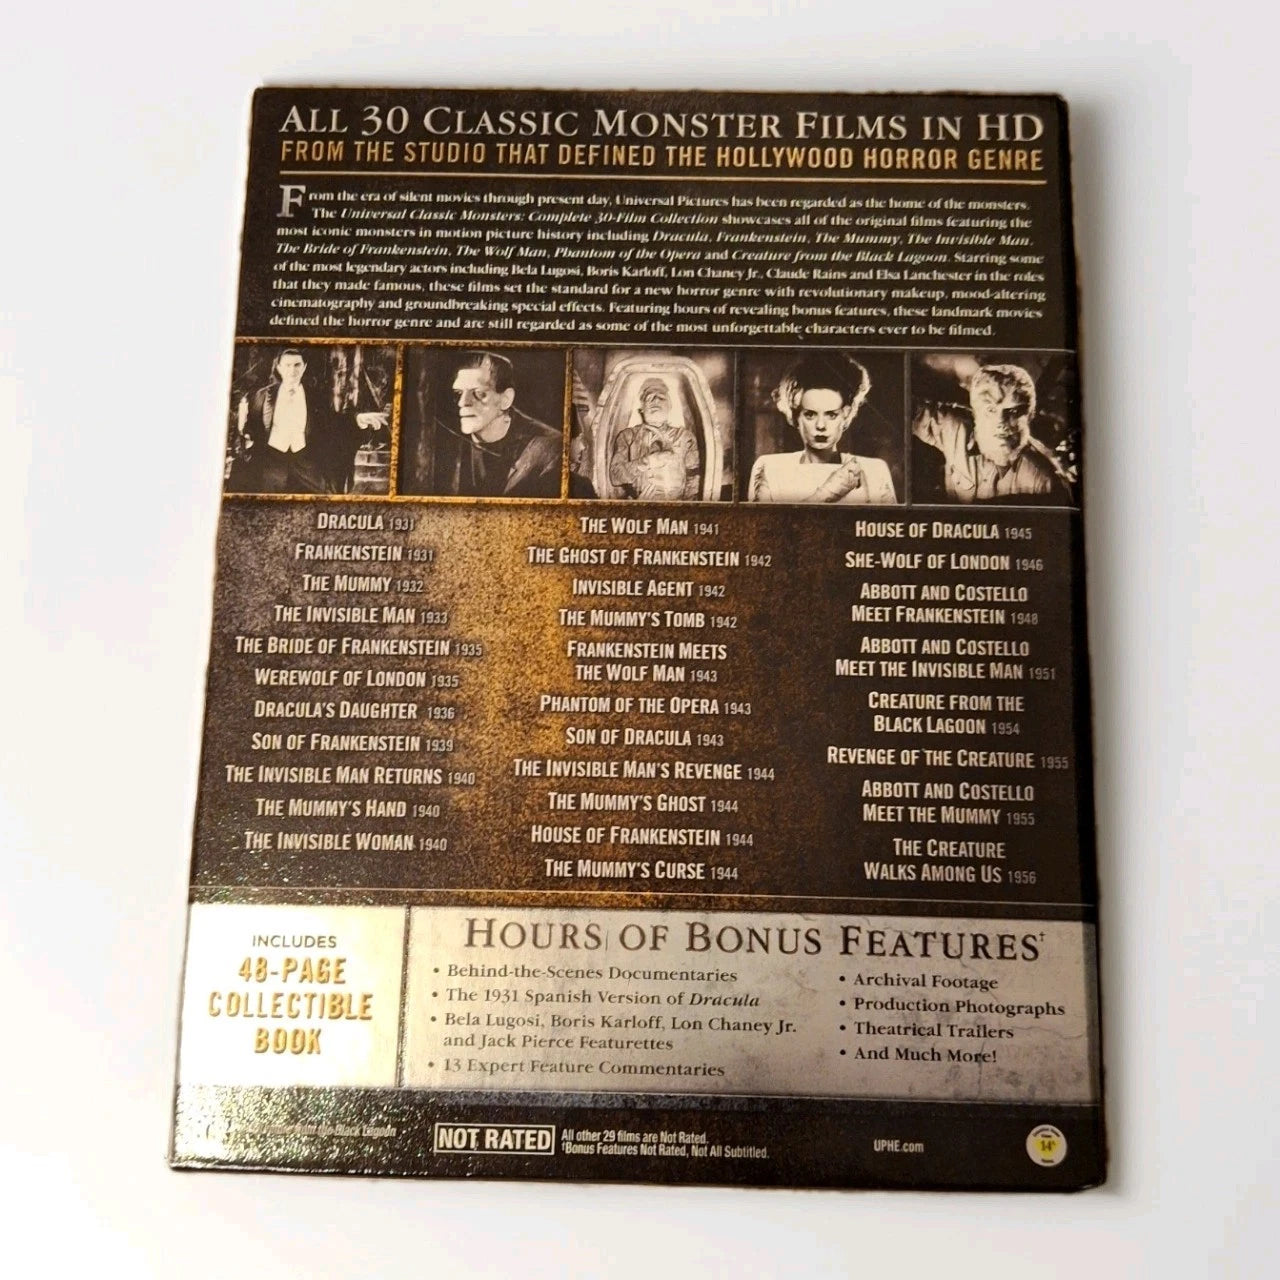 ALL 30 CLASSIC MONSTER FILMS IN HD
FROM THE STUDIO THAT DEFINED THE HOLLYWOOD HORROR GENRE
From the era of silent movies through present day, Universal Pictures has been regarded as the home of the monsters.
The Universal Classic Monsters: Complete 30-Film Collection showcases all of the original films featuring the
most iconic monsters in motion picture history including Dracula, Frankenstein, The Mummy, The Invisible Man,
The Bride of Frankenstein, The Wolf Man, Phantom of the Opera and Creature from the Black Lagoon. Starring some
of the most legendary actors including Bela Lugosi, Boris Karloff, Lon Chaney Jr., Claude Rains and Elsa Lanchester in the roles
that they made famous, these films set the standard for a new horror genre with revolutionary makeup, mood-altering
cinematography and groundbreaking special effects. Featuring hours of revealing bonus features, these landmark movies
defined the horror genre and are still regarded as some of the most unforgettable characters ever to be filmed.
DRACULA 1931
FRANKENSTEIN 1931
THE MUMMY 1932
THE INVISIBLE MAN 1933
THE BRIDE OF FRANKENSTEIN 1935
WEREWOLF OF LONDON 1935
DRACULA'S DAUGHTER 1936
SON OF FRANKENSTEIN 1939
THE INVISIBLE MAN RETURNS 1940
THE MUMMY'S HAND 1940
THE INVISIBLE WOMAN 1940
THE WOLF MAN 1941
THE GHOST OF FRANKENSTEIN 1942
INVISIBLE AGENT 1942
THE MUMMY'S TOMB 1942
FRANKENSTEIN MEETS
THE WOLF MAN 1943
PHANTOM OF THE OPERA 1943
SON OF DRACULA 1943
THE INVISIBLE MAN'S REVENGE 1944
THE MUMMY'S GHOST 1944
HOUSE OF FRANKENSTEIN 1944
THE MUMMY'S CURSE 1944
HOUSE OF DRACULA 1945
SHE-WOLF OF LONDON 1946
ABBOTT AND COSTELLO
MEET FRANKENSTEIN 1948
ABBOTT AND COSTELLO
MEET THE INVISIBLE MAN 1951
CREATURE FROM THE
BLACK LAGOON 1954
REVENGE OF THE CREATURE 1955
ABBOTT AND COSTELLO
MEET THE MUMMY 1955
THE CREATURE
WALKS AMONG US 1956
INCLUDES
48-PAGE
COLLECTIBLE
BOOK
HOURS OF BONUS FEATURES†
• Behind-the-Scenes Documentaries
• The 1931 Spanish Version of Dracula
• Bela Lugosi, Boris Karloff, Lon Chaney Jr.
and Jack Pierce Featurettes
• 13 Expert Feature Commentaries
• Archival Footage
• Production Photographs
• Theatrical Trailers
• And Much More!
from the Black Lagoon
NOT RATED
All other 29 films are Not Rated.
†Bonus Features Not Rated, Not All Subtitled.
UPHE.com
14